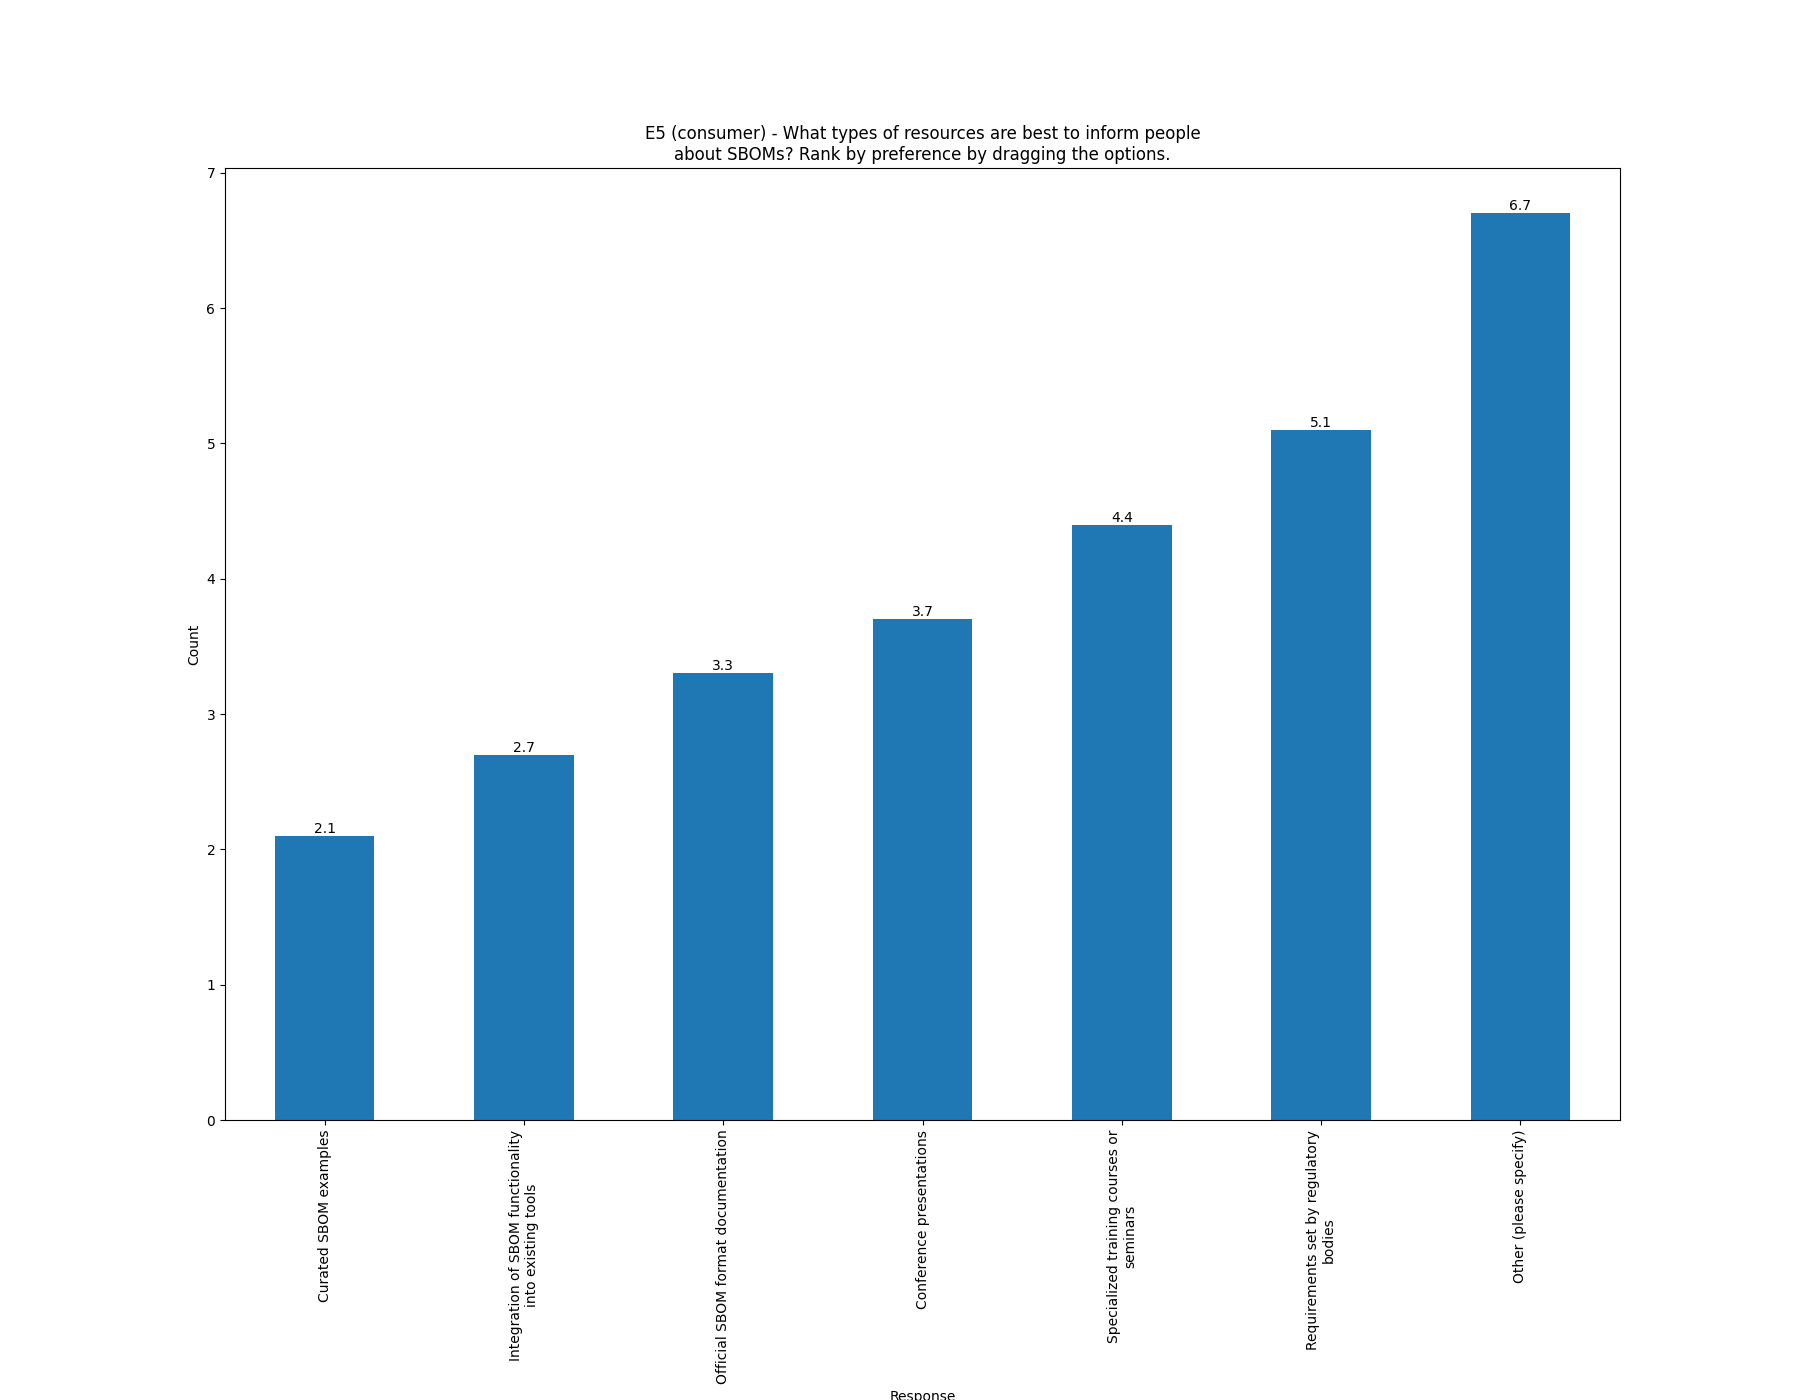 E5 (consumer) - What types of resources are best to inform people
about SBOMs? Rank by preference by dragging the options.
7
6
5
4
3
2
1
0
Count
2.1
2.7
3.3
3.7
4.4
5.1
6.7
Curated SBOM examples
Integration of SBOM functionality
into existing tools
Official SBOM format documentation
Conference presentations
Specialized training courses or
seminars
Requirements set by regulatory
bodies
Other (please specify)
Response